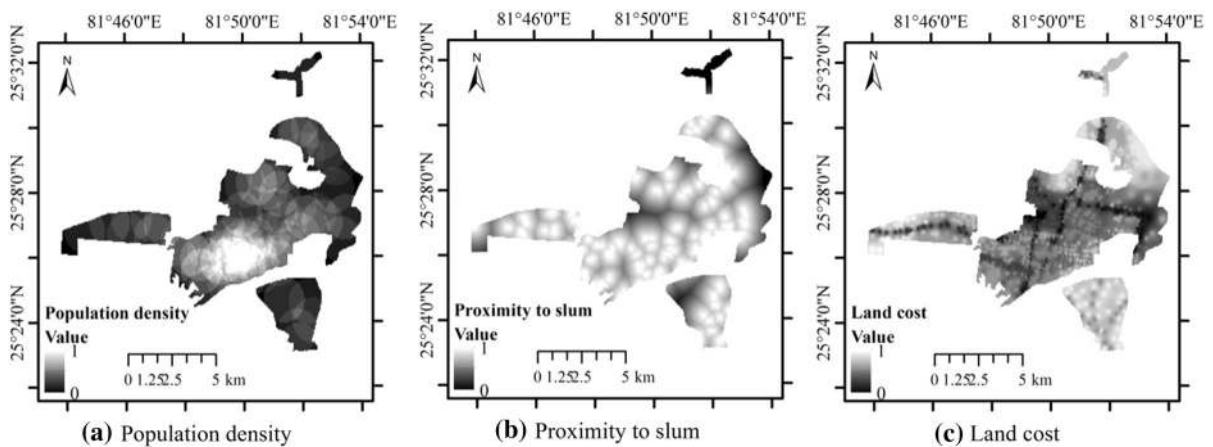 81°46'0"E 81°50'0"E 81°54'0"E
25°32'0"N
25°28'0"N
25°24'0"N
N
Population density
Value
1
0
0 1.252.5 5 km
(a) Population density
81°46'0"E 81°50'0"E 81°54'0"E
25°32'0"N
25°28'0"N
25°24'0"N
N
Proximity to slum
Value
1
0
0 1.252.5 5 km
(b) Proximity to slum
81°46'0"E 81°50'0"E 81°54'0"E
25°32'0"N
25°28'0"N
25°24'0"N
N
Land cost
Value
1
0
0 1.252.5 5 km
(c) Land cost